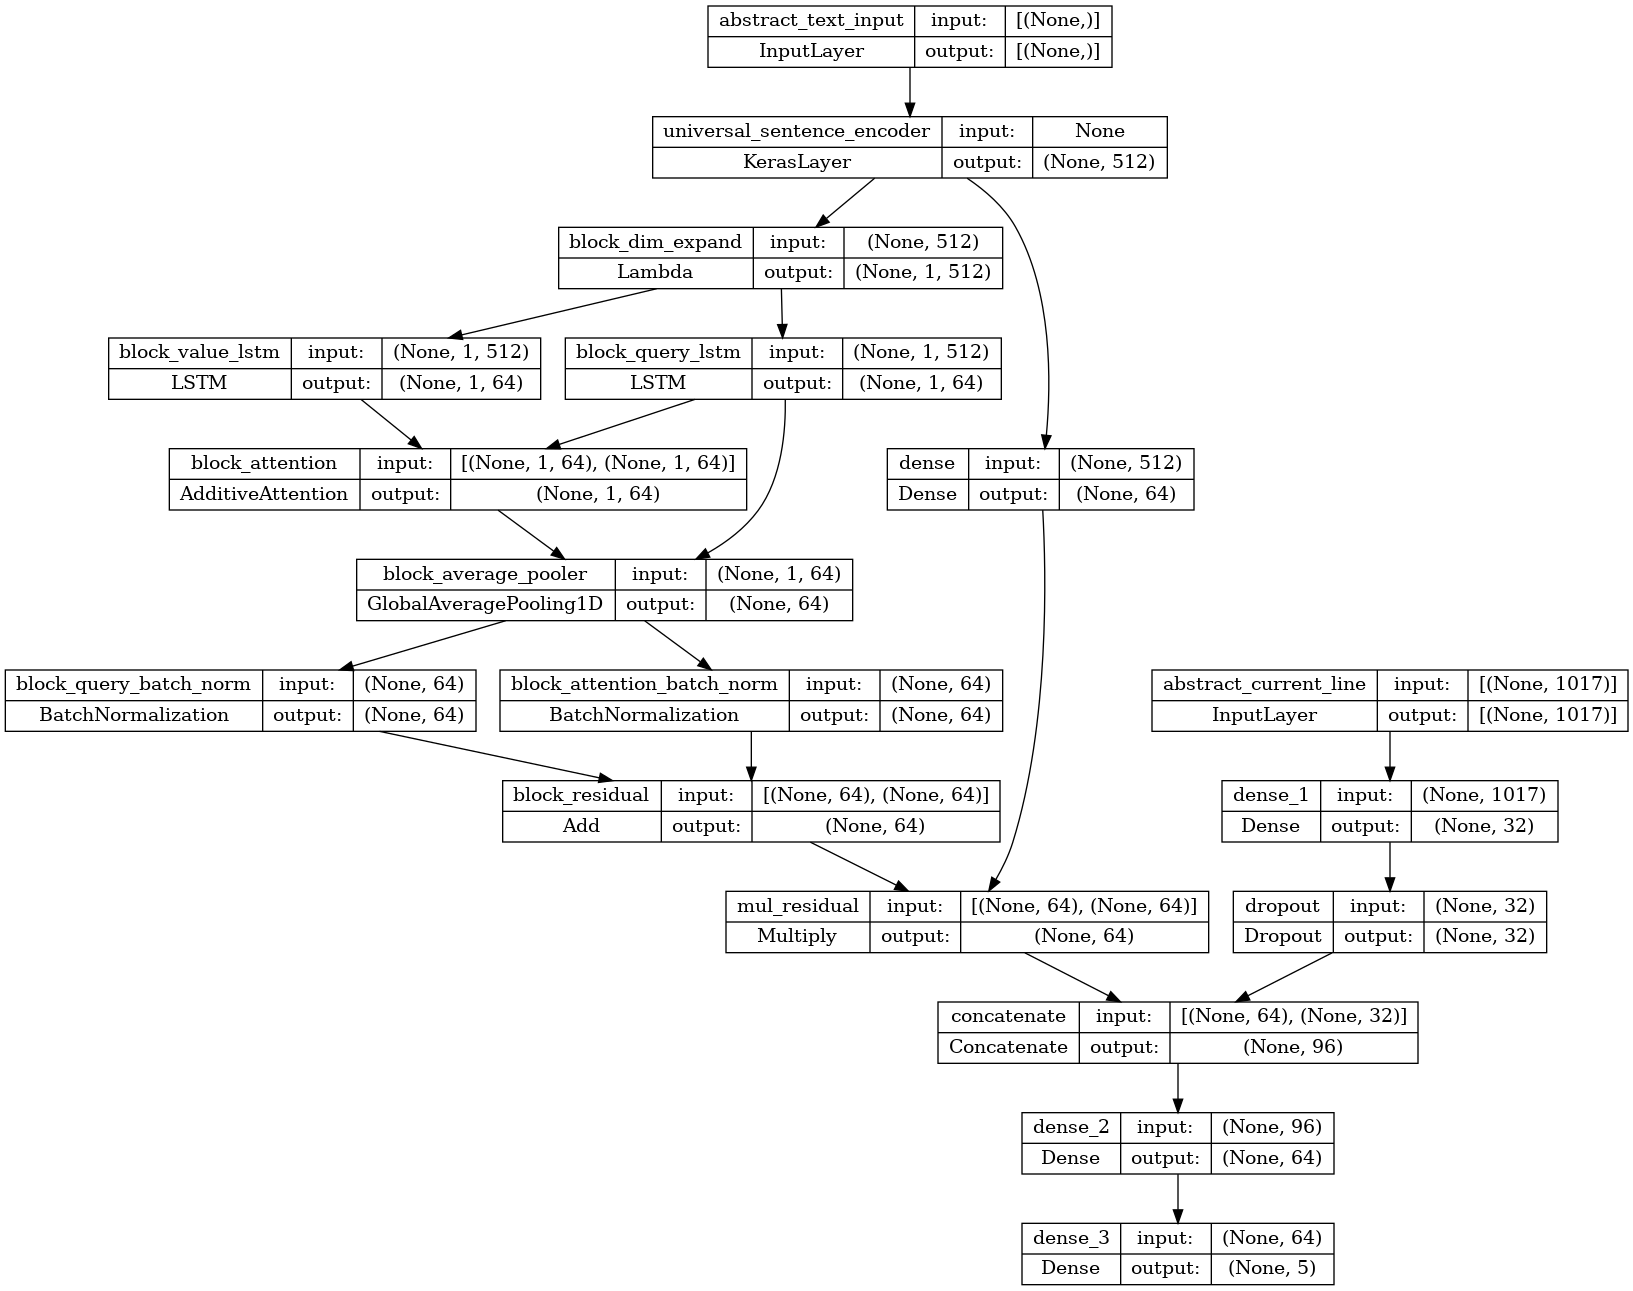 abstract_text_input input: [(None,)]
InputLayer output: [(None,)]
universal_sentence_encoder input: None
KerasLayer output: (None, 512)
block_dim_expand input: (None, 512)
Lambda output: (None, 1, 512)
block_value_lstm input: (None, 1, 512)
LSTM output: (None, 1, 64)
block_query_lstm input: (None, 1, 512)
LSTM output: (None, 1, 64)
block_attention input: [(None, 1, 64), (None, 1, 64)]
AdditiveAttention output: (None, 1, 64)
dense input: (None, 512)
Dense output: (None, 64)
block_average_pooler input: (None, 1, 64)
GlobalAveragePooling1D output: (None, 64)
block_query_batch_norm input: (None, 64)
BatchNormalization output: (None, 64)
block_attention_batch_norm input: (None, 64)
BatchNormalization output: (None, 64)
abstract_current_line input: [(None, 1017)]
InputLayer output: [(None, 1017)]
block_residual input: [(None, 64), (None, 64)]
Add output: (None, 64)
dense_1 input: (None, 1017)
Dense output: (None, 32)
mul_residual input: [(None, 64), (None, 64)]
Multiply output: (None, 64)
dropout input: (None, 32)
Dropout output: (None, 32)
concatenate input: [(None, 64), (None, 32)]
Concatenate output: (None, 96)
dense_2 input: (None, 96)
Dense output: (None, 64)
dense_3 input: (None, 64)
Dense output: (None, 5)